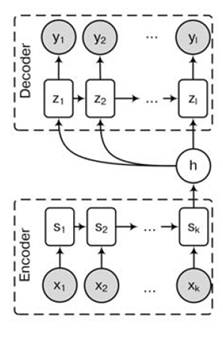 Decoder
y1 y2 ... yl
z1 z2 ... zl
h
Encoder
s1 s2 ... sk
x1 x2 ... xk